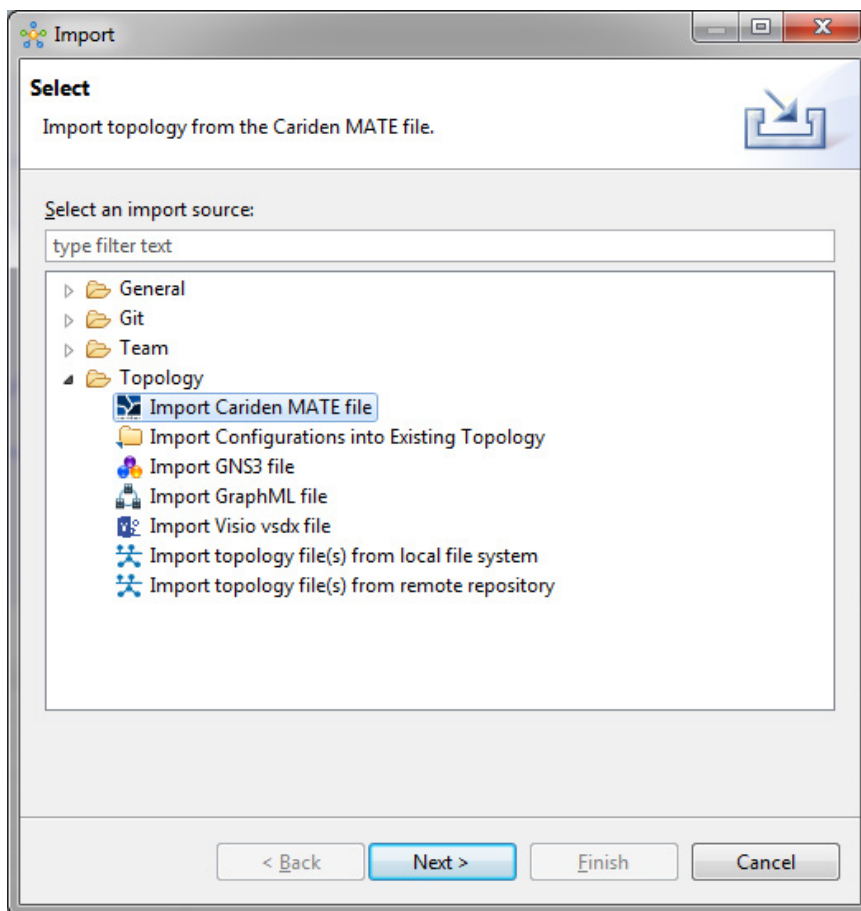 Import
Select
Import topology from the Cariden MATE file.
Select an import source:
type filter text
General
Git
Team
Topology
Import Cariden MATE file
Import Configurations into Existing Topology
Import GNS3 file
Import GraphML file
Import Visio vsdx file
Import topology file(s) from local file system
Import topology file(s) from remote repository
< Back Next > Finish Cancel